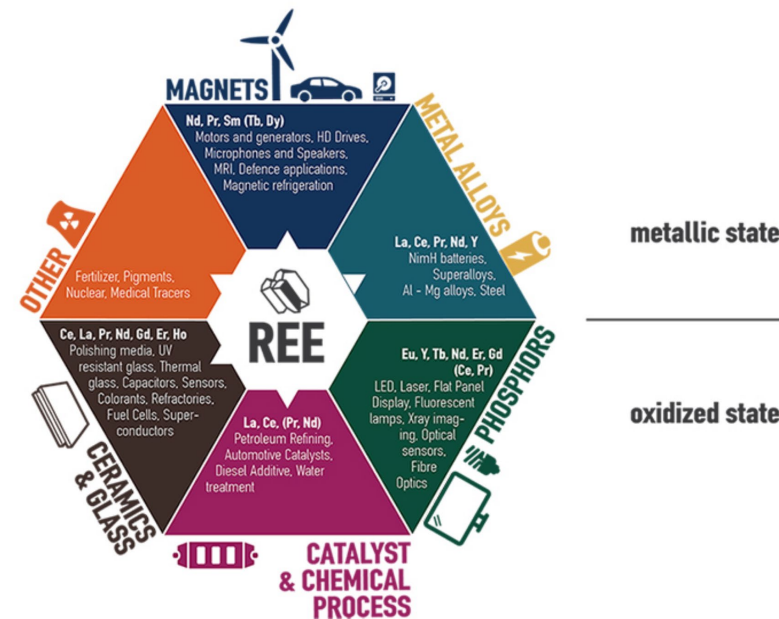 MAGNETS
Nd, Pr, Sm (Tb, Dy)
Motors and generators, HD Drives,
Microphones and Speakers,
MRI, Defence applications,
Magnetic refrigeration
METAL ALLOYS
La, Ce, Pr, Nd, Y
NimH batteries,
Superalloys,
Al - Mg alloys, Steel
metallic state
OTHER
Fertilizer, Pigments,
Nuclear, Medical Tracers
REE
Ce, La, Pr, Nd, Gd, Er, Ho
Polishing media, UV
resistant glass, Thermal
glass, Capacitors, Sensors,
Colorants, Refractories,
Fuel Cells, Super-
conductors
CERAMICS
& GLASS
La, Ce, (Pr, Nd)
Petroleum Refining,
Automotive Catalysts,
Diesel Additive, Water
treatment
CATALYST
& CHEMICAL
PROCESS
Eu, Y, Tb, Nd, Er, Gd
(Ce, Pr)
LED, Laser, Flat Panel
Display, Fluorescent
lamps, Xray imag-
ing, Optical
sensors,
Fibre
Optics
PHOSPHORS
oxidized state